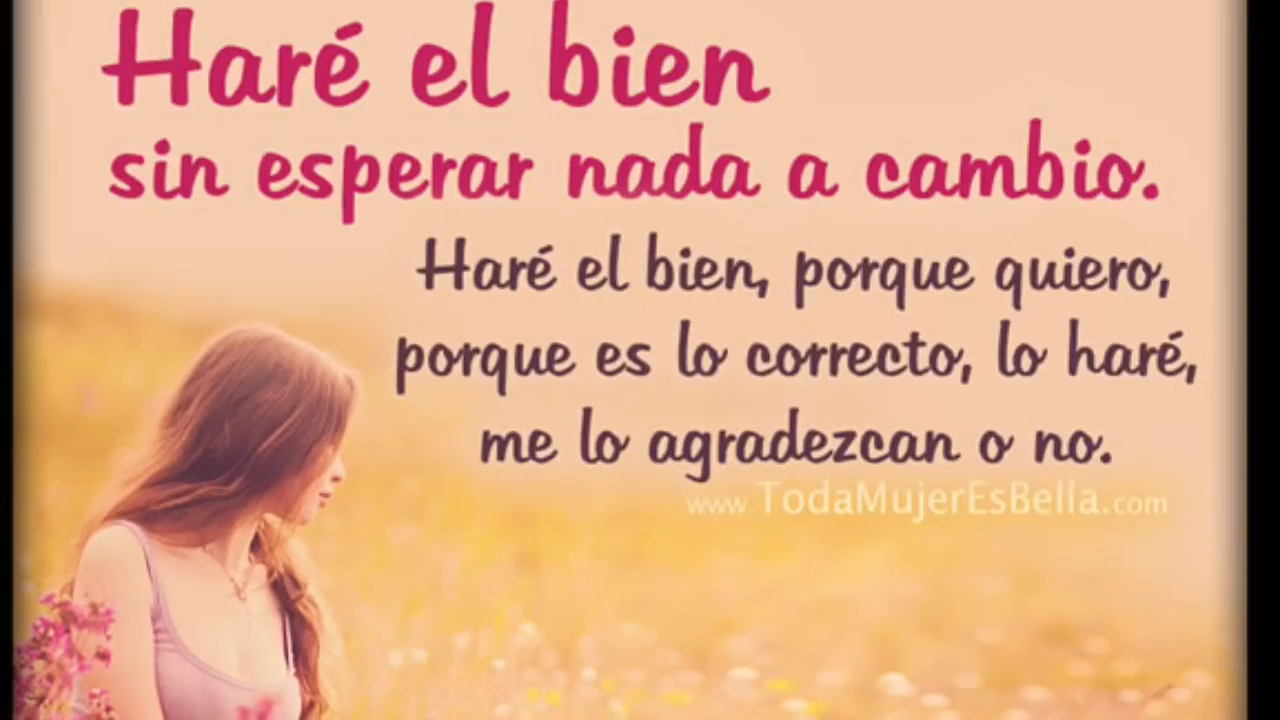 Haré el bien
sin esperar nada a cambio.
Haré el bien, porque quiero,
porque es lo correcto, lo haré,
me lo agradezcan o no.
www.TodaMujerEsBella.com